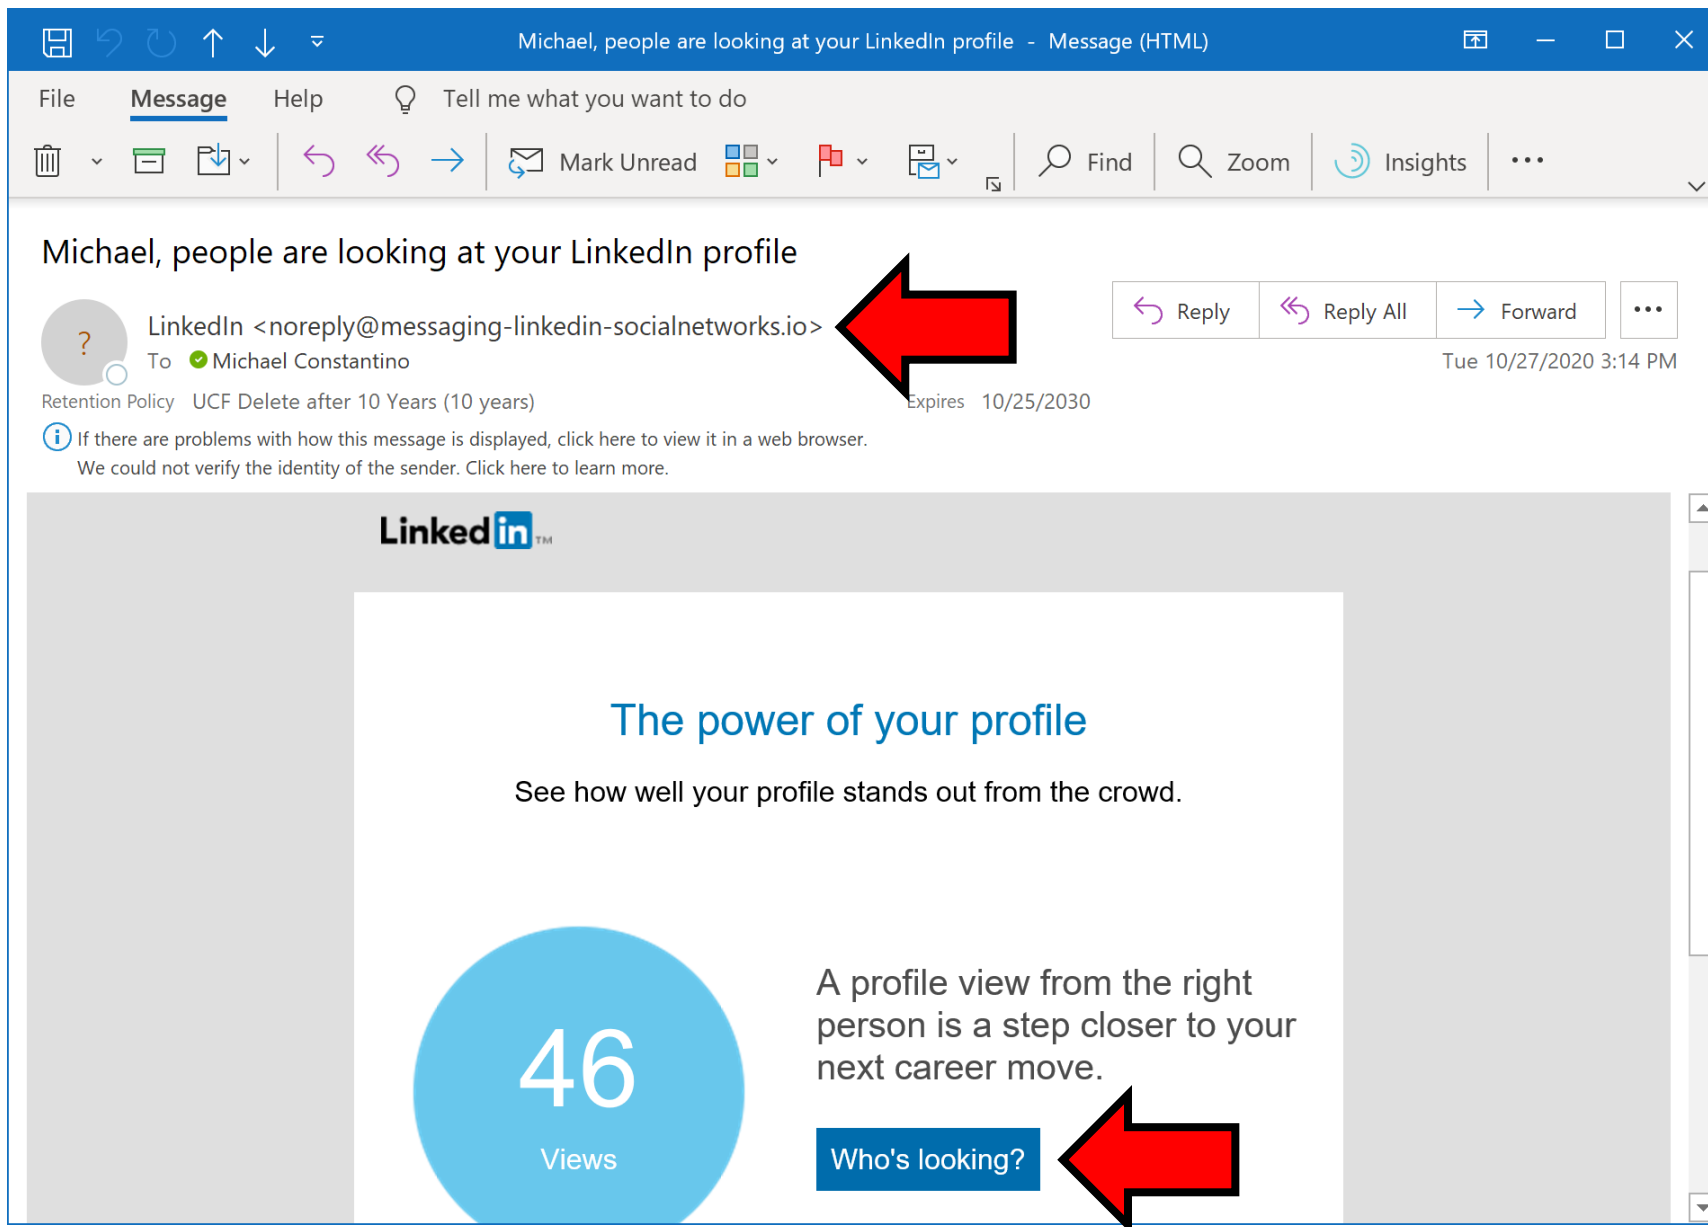 Michael, people are looking at your LinkedIn profile - Message (HTML)
File Message Help Tell me what you want to do
Mark Unread Find Zoom Insights
Michael, people are looking at your LinkedIn profile
?
LinkedIn <noreply@messaging-linkedin-socialnetworks.io>
To Michael Constantino
Reply Reply All Forward
Tue 10/27/2020 3:14 PM
Retention Policy UCF Delete after 10 Years (10 years) Expires 10/25/2030
If there are problems with how this message is displayed, click here to view it in a web browser.
We could not verify the identity of the sender. Click here to learn more.
Linkedin TM
The power of your profile
See how well your profile stands out from the crowd.
46
Views
A profile view from the right
person is a step closer to your
next career move.
Who's looking?